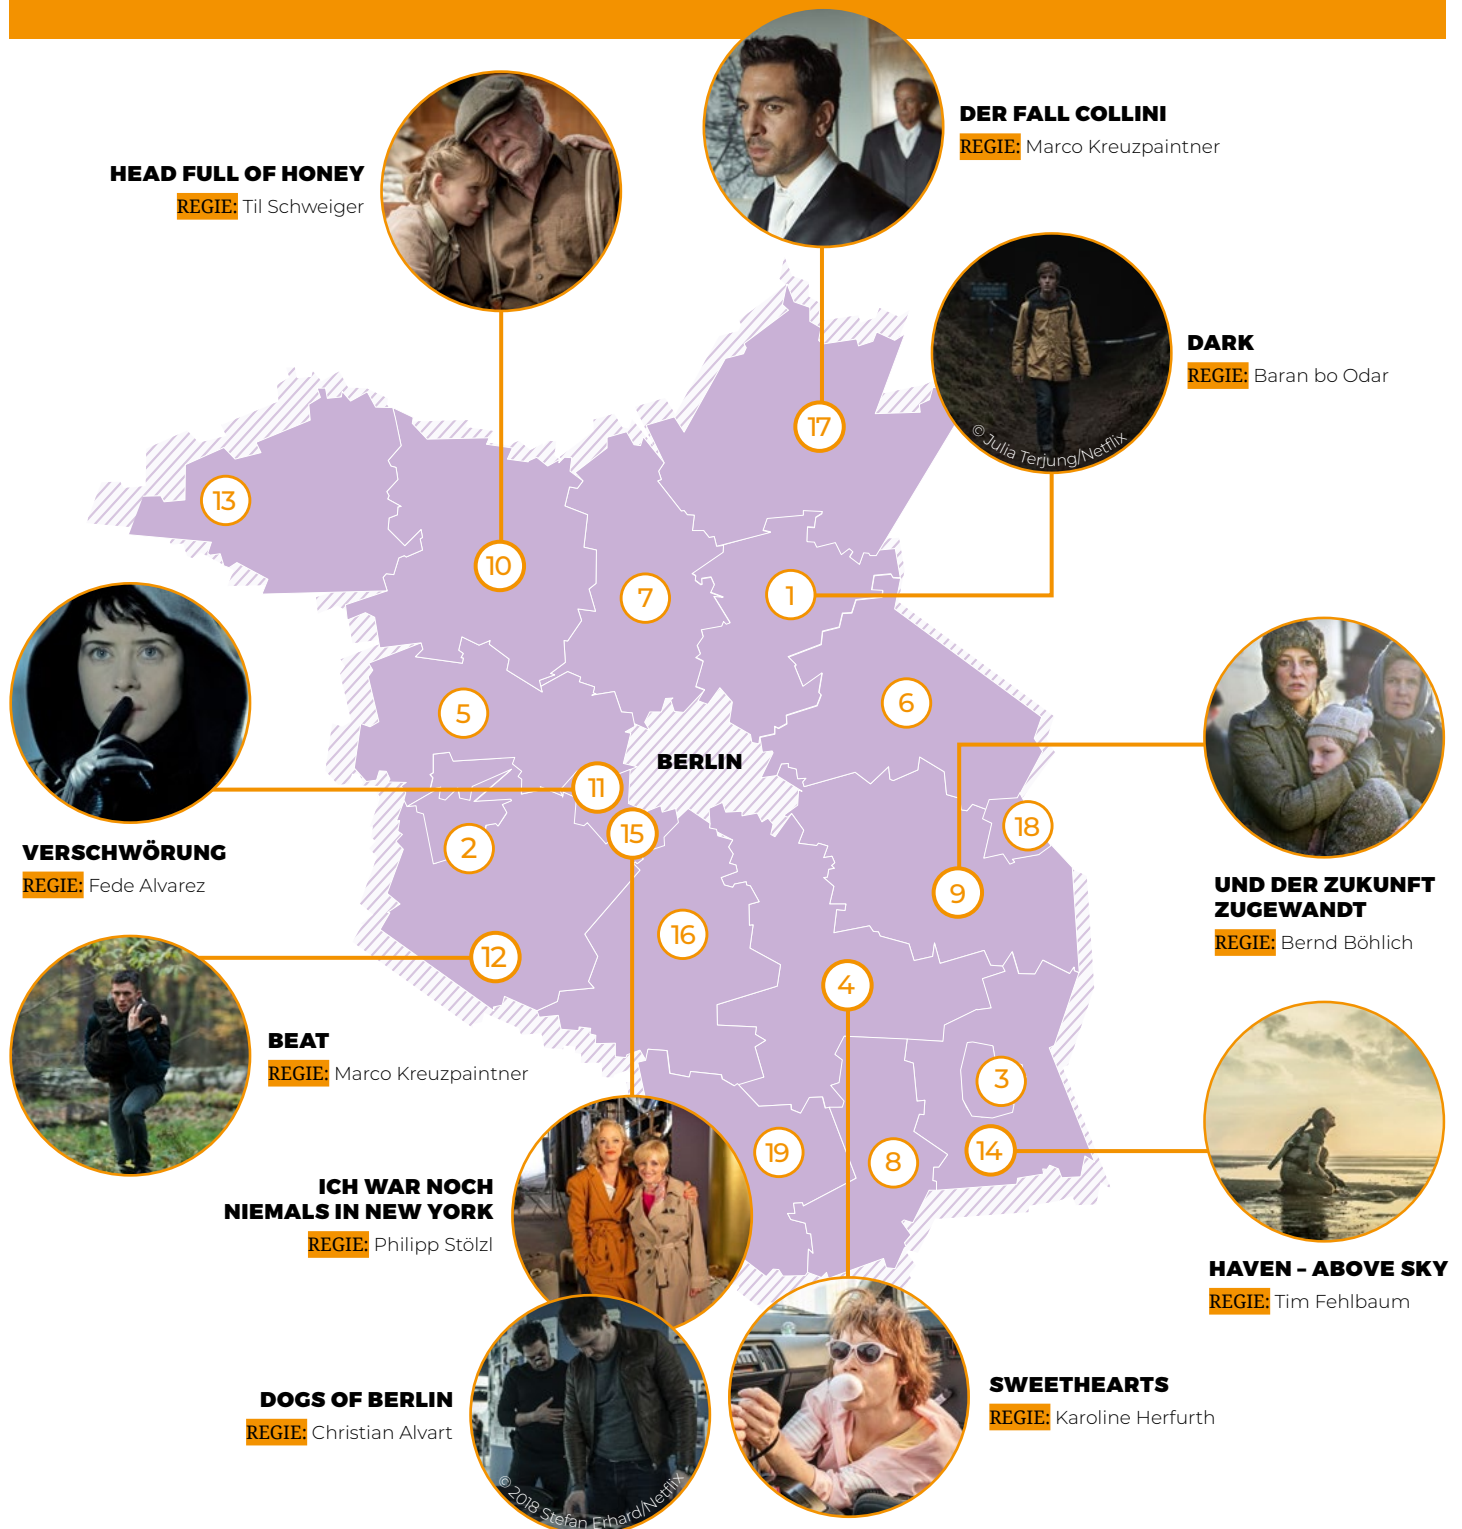 DER FALL COLLINI
REGIE: Marco Kreuzpaintner
HEAD FULL OF HONEY
REGIE: Til Schweiger
DARK
REGIE: Baran bo Odar
© Julia Terjung/Netflix
17
13
10
7
1
5
6
BERLIN
11
15
18
2
9
16
12
4
3
19
8
14
VERSCHWÖRUNG
REGIE: Fede Alvarez
UND DER ZUKUNFT
ZUGEWANDT
REGIE: Bernd Böhlich
BEAT
REGIE: Marco Kreuzpaintner
ICH WAR NOCH
NIEMALS IN NEW YORK
REGIE: Philipp Stölzl
HAVEN – ABOVE SKY
REGIE: Tim Fehlbaum
DOGS OF BERLIN
REGIE: Christian Alvart
© 2018 Stefan Erhard/Netflix
SWEETHEARTS
REGIE: Karoline Herfurth